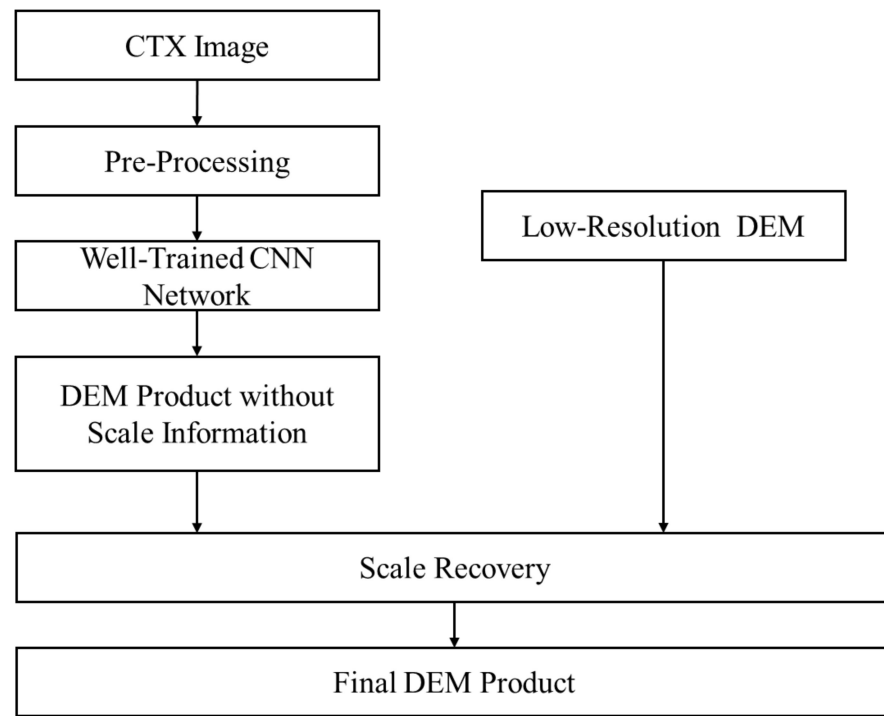 CTX Image
Pre-Processing
Low-Resolution DEM
Well-Trained CNN
Network
DEM Product without
Scale Information
Scale Recovery
Final DEM Product